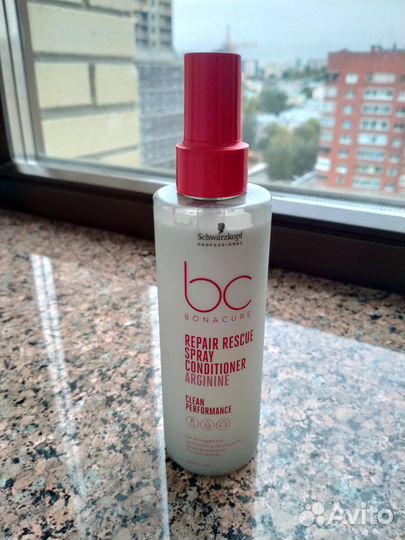 Schwarzkopf
PROFESSIONAL
bc
BONACURE
REPAIR RESCUE
SPRAY
CONDITIONER
ARGININE
CLEAN
PERFORMANCE
Avito